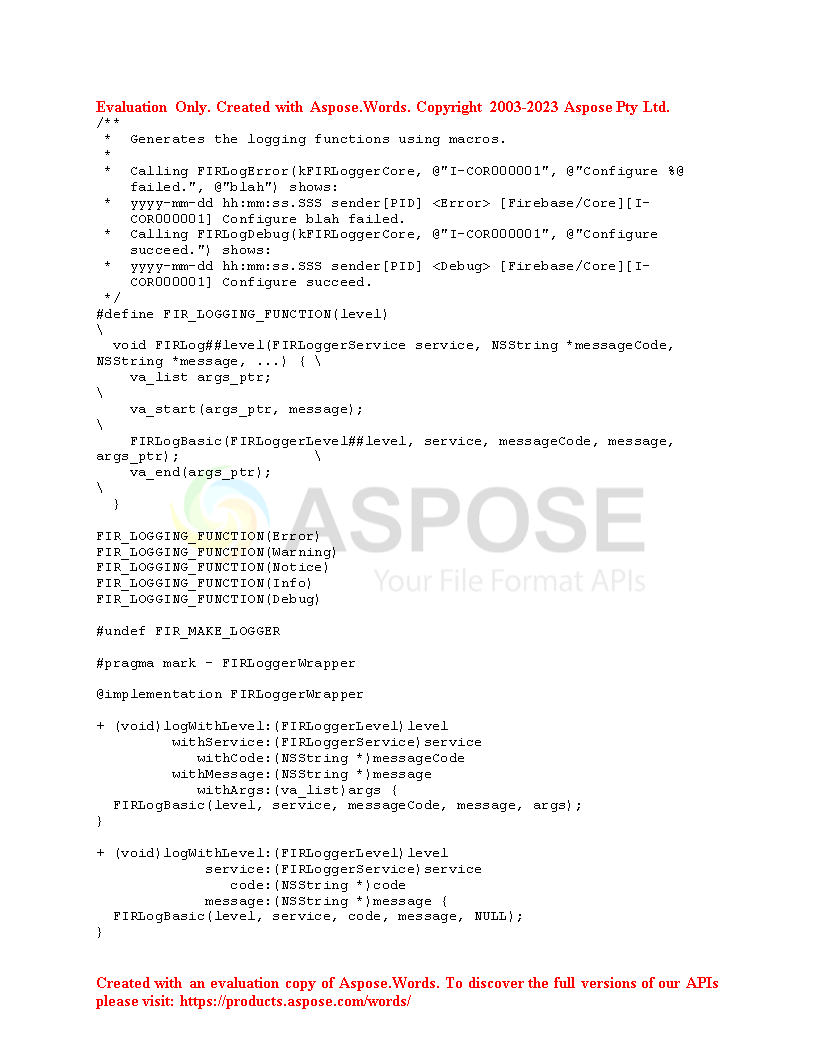 Evaluation Only. Created with Aspose.Words. Copyright 2003-2023 Aspose Pty Ltd.
/**
 *  Generates the logging functions using macros.
 *
 *  Calling FIRLogError(kFIRLoggerCore, @"I-COR000001", @"Configure %@
    failed.", @"blah") shows:
 *  yyyy-mm-dd hh:mm:ss.SSS sender[PID] <Error> [Firebase/Core][I-
    COR000001] Configure blah failed.
 *  Calling FIRLogDebug(kFIRLoggerCore, @"I-COR000001", @"Configure
    succeed.") shows:
 *  yyyy-mm-dd hh:mm:ss.SSS sender[PID] <Debug> [Firebase/Core][I-
    COR000001] Configure succeed.
 */
#define FIR_LOGGING_FUNCTION(level)
\
  void FIRLog##level(FIRLoggerService service, NSString *messageCode,
NSString *message, ...) { \
    va_list args_ptr;
\
    va_start(args_ptr, message);
\
    FIRLogBasic(FIRLoggerLevel##level, service, messageCode, message,
args_ptr);                \
    va_end(args_ptr);
\
  }
ASPOSE
Your File Format APIs
FIR_LOGGING_FUNCTION(Error)
FIR_LOGGING_FUNCTION(Warning)
FIR_LOGGING_FUNCTION(Notice)
FIR_LOGGING_FUNCTION(Info)
FIR_LOGGING_FUNCTION(Debug)
#undef FIR_MAKE_LOGGER
#pragma mark - FIRLoggerWrapper
@implementation FIRLoggerWrapper
+ (void)logWithLevel:(FIRLoggerLevel)level
         withService:(FIRLoggerService)service
            withCode:(NSString *)messageCode
         withMessage:(NSString *)message
            withArgs:(va_list)args {
  FIRLogBasic(level, service, messageCode, message, args);
}
+ (void)logWithLevel:(FIRLoggerLevel)level
             service:(FIRLoggerService)service
                code:(NSString *)code
             message:(NSString *)message {
  FIRLogBasic(level, service, code, message, NULL);
}
Created with an evaluation copy of Aspose.Words. To discover the full versions of our APIs
please visit: https://products.aspose.com/words/